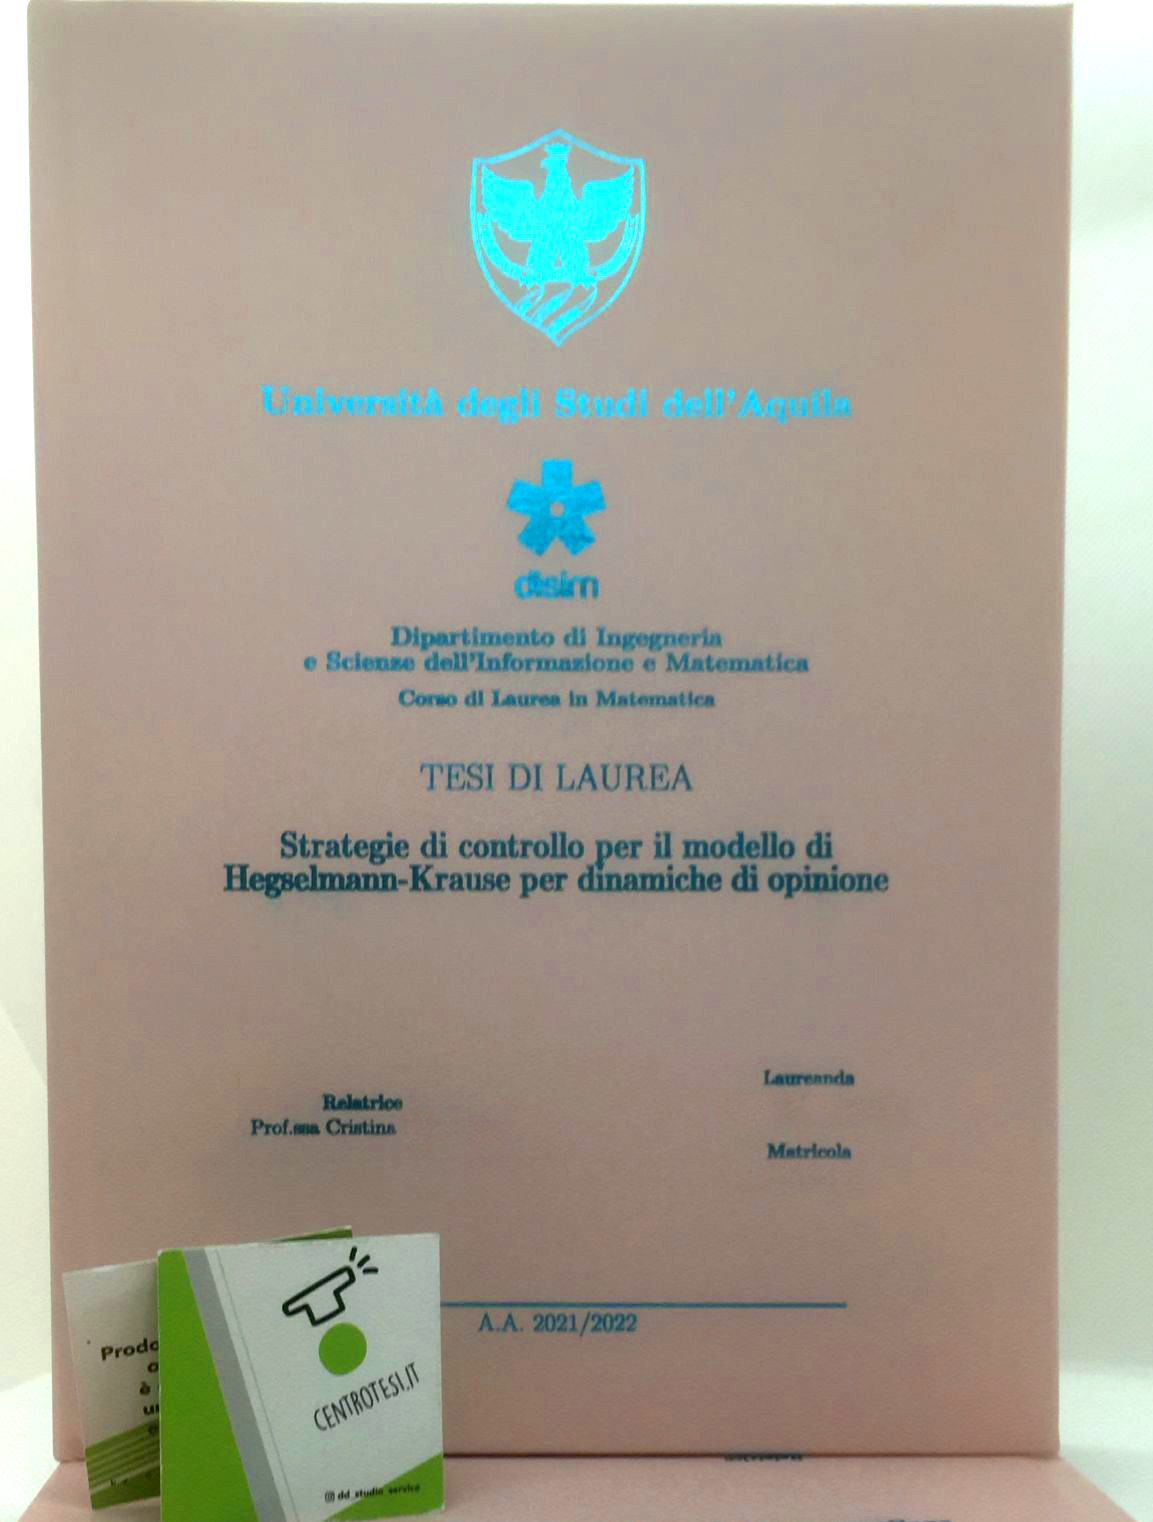 Università degli Studi dell'Aquila
disim
Dipartimento di Ingegneria
e Scienze dell'Informazione e Matematica
Corso di Laurea in Matematica
TESI DI LAUREA
Strategie di controllo per il modello di
Hegselmann-Krause per dinamiche di opinione
Laureanda
Relatrice
Prof.ssa Cristina
Matricola
A.A. 2021/2022
Prodo
o
è
u
CENTROTESI.IT
dd_studio_service